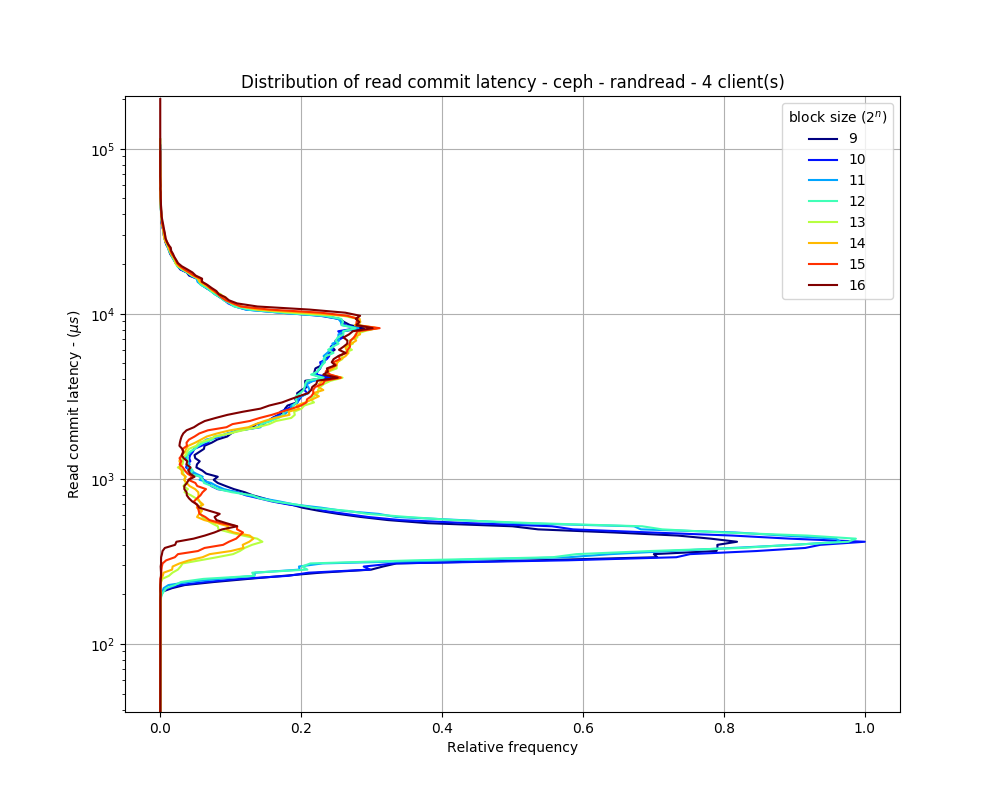 Distribution of read commit latency - ceph - randread - 4 client(s)
block size (2ⁿ)
9
10
11
12
13
14
15
16
10⁵
10⁴
10³
10²
Read commit latency - (μs)
0.0 0.2 0.4 0.6 0.8 1.0
Relative frequency